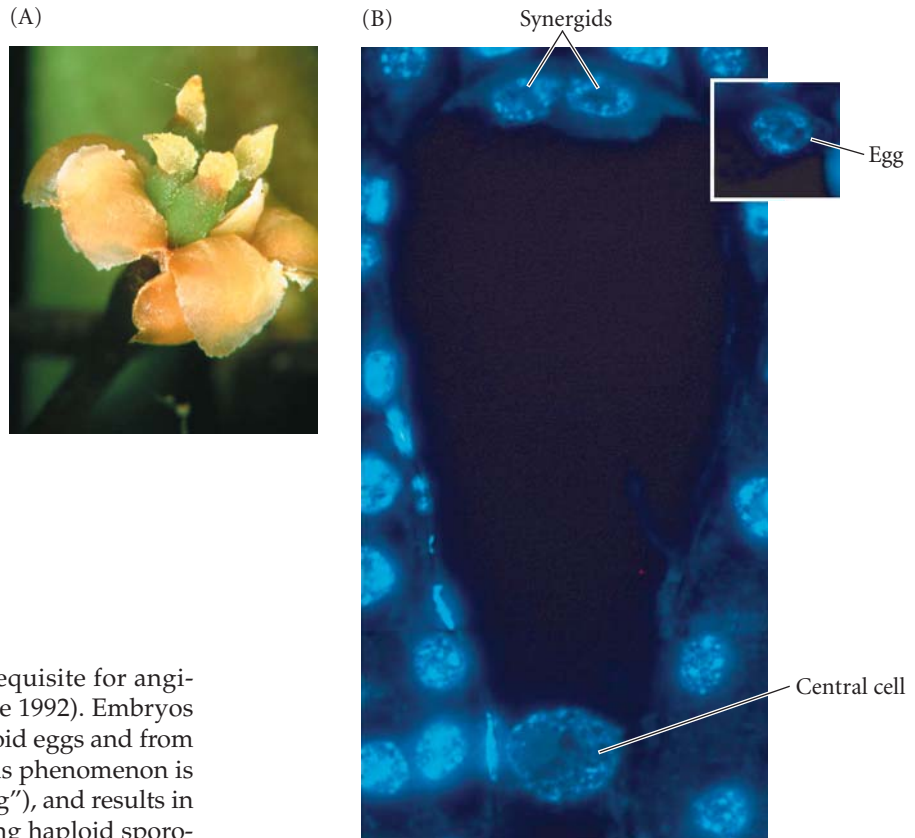 (A)
(B)
Synergids
Egg
Central cell
equisite for angi-
e 1992). Embryos
oid eggs and from
is phenomenon is
g”), and results in
ng haploid sporo-